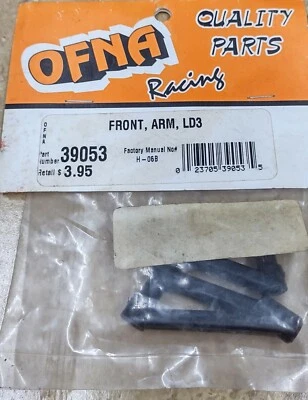 OFNA
QUALITY
PARTS
Racing
OFNA
FRONT, ARM, LD3
Part
Number 39053
Factory Manual No#
H-06B
Retail $ 3.95
0 23705 39053 5